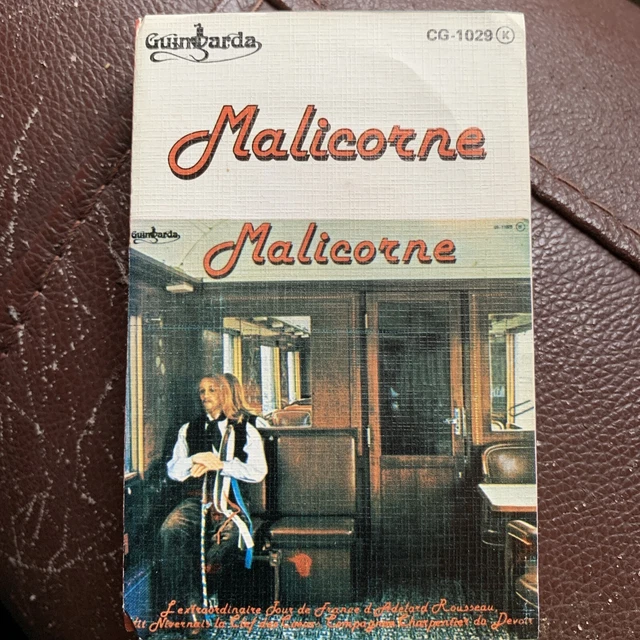 Guimbarda
CG-1029 K
Malicorne
Guimbarda
Malicorne
L'extraordinaire Tour de France d'Adelard Rousseau,
dit Nivernais la Clef des Cœurs, Compagnon Charpentier du Devoir